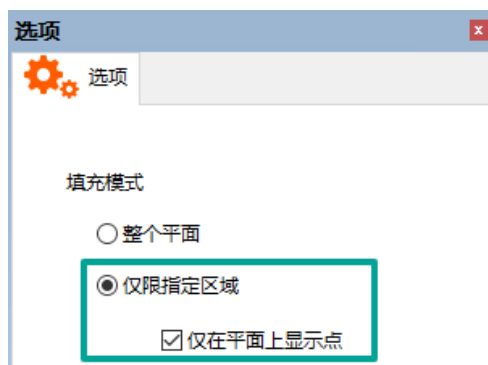 选项
选项
填充模式
整个平面
仅限指定区域
仅在平面上显示点